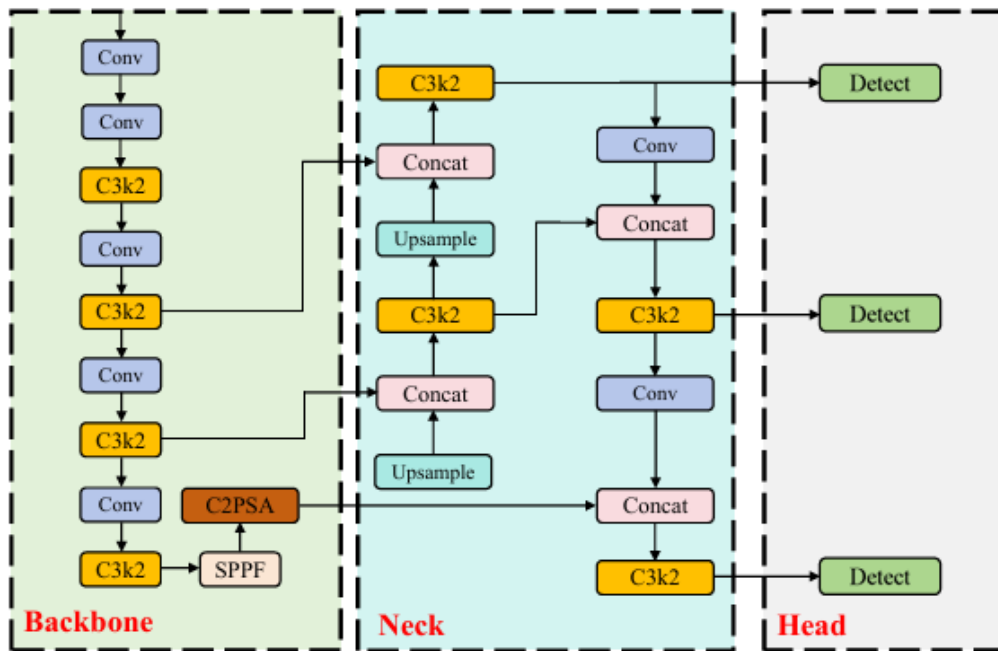 Conv
Conv
C3k2
Conv
C3k2
Conv
C3k2
Conv
C3k2
SPPF
C2PSA
Backbone
C3k2
Concat
Upsample
C3k2
Concat
Upsample
Conv
Concat
C3k2
Conv
Concat
C3k2
Neck
Detect
Detect
Detect
Head